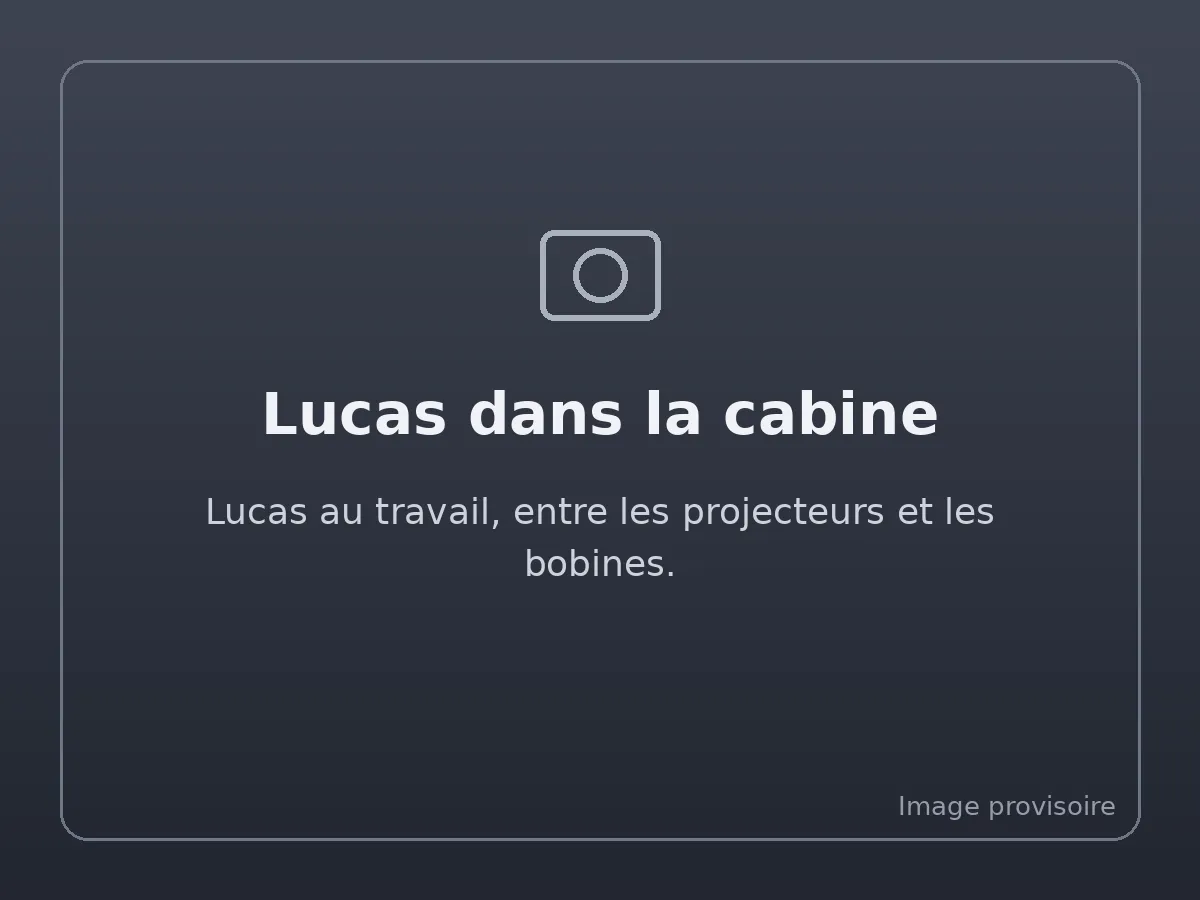 Lucas dans la cabine
Lucas au travail, entre les projecteurs et les
bobines.
Image provisoire